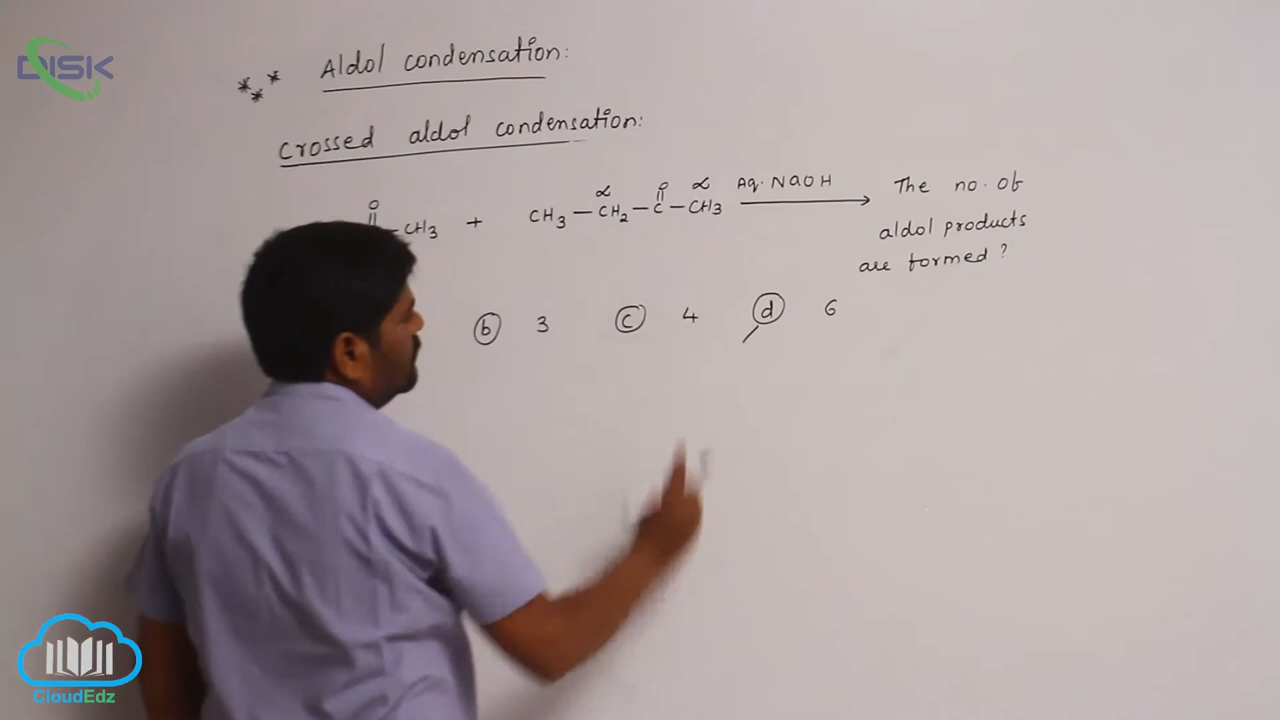 DISK
Aldol condensation:
Crossed aldol condensation:
O
CH3 + CH3 — CH2 — C — CH3 Aq. NaOH The no. of
α O α
aldol products
are formed?
b 3 c 4 d 6
CloudEdz